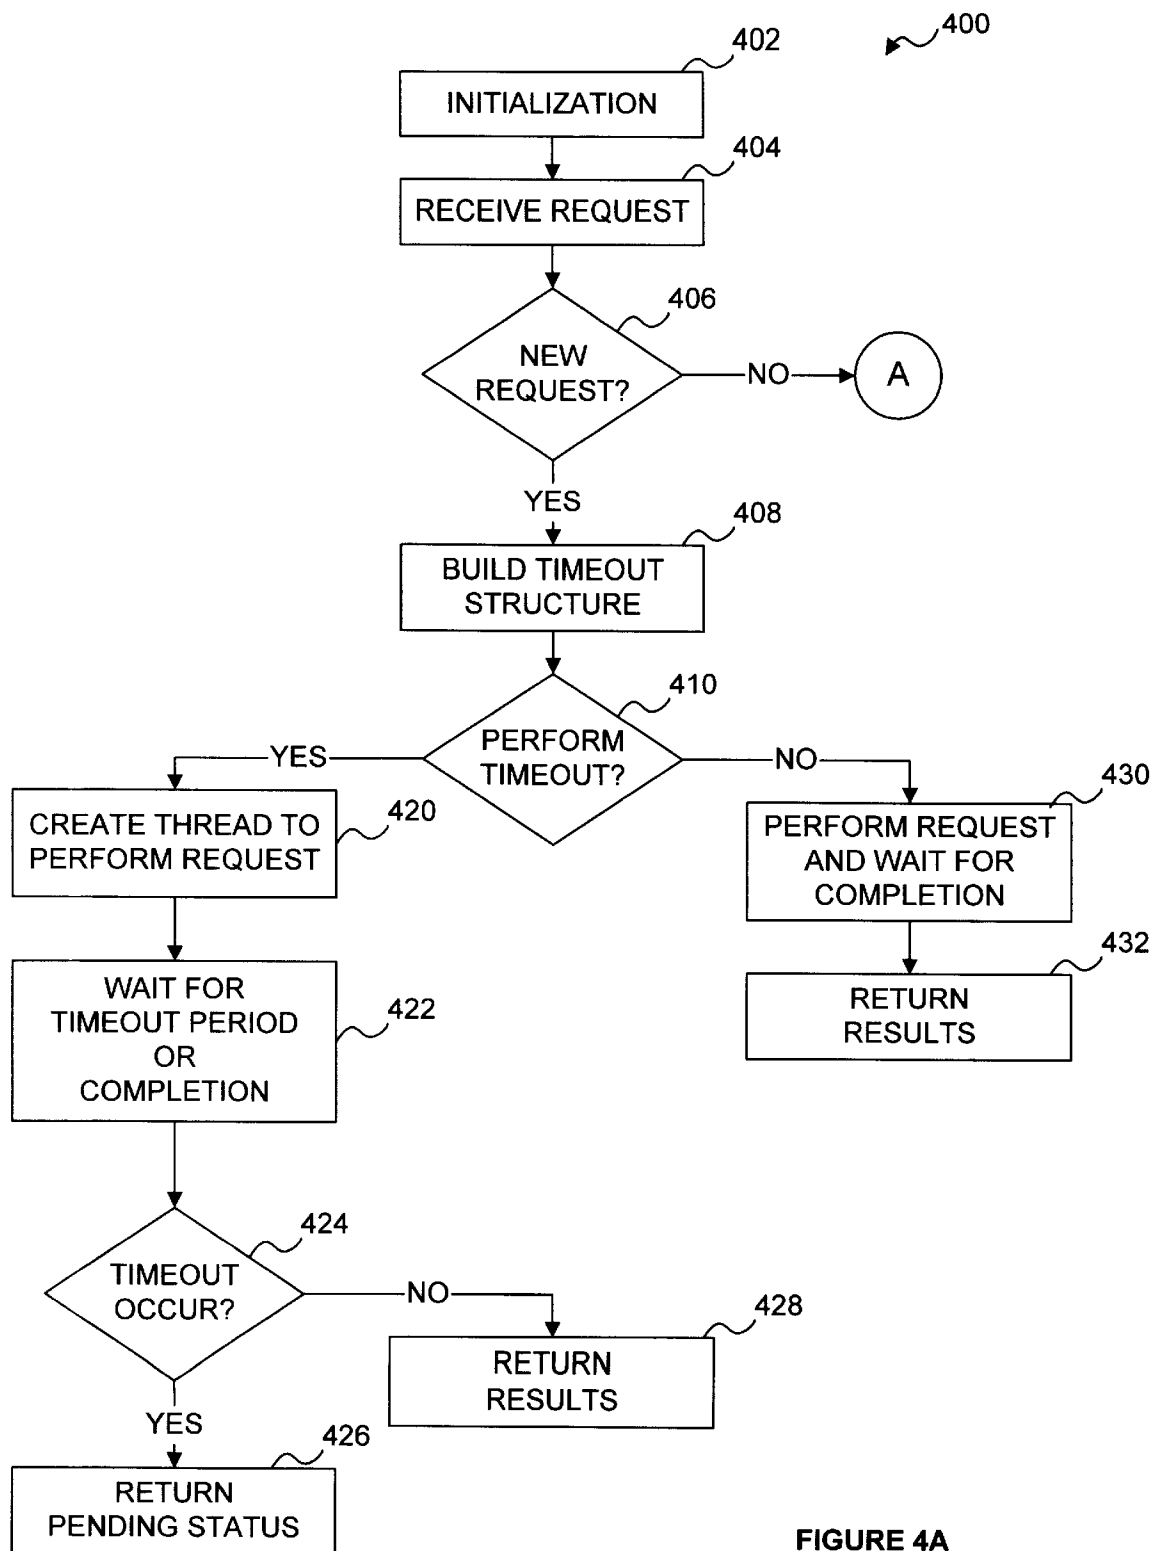 400
402
INITIALIZATION
404
RECEIVE REQUEST
406
NEW
REQUEST?
NO
A
YES
408
BUILD TIMEOUT
STRUCTURE
410
PERFORM
TIMEOUT?
YES
NO
420
CREATE THREAD TO
PERFORM REQUEST
430
PERFORM REQUEST
AND WAIT FOR
COMPLETION
422
WAIT FOR
TIMEOUT PERIOD
OR
COMPLETION
432
RETURN
RESULTS
424
TIMEOUT
OCCUR?
NO
428
RETURN
RESULTS
YES
426
RETURN
PENDING STATUS
FIGURE 4A